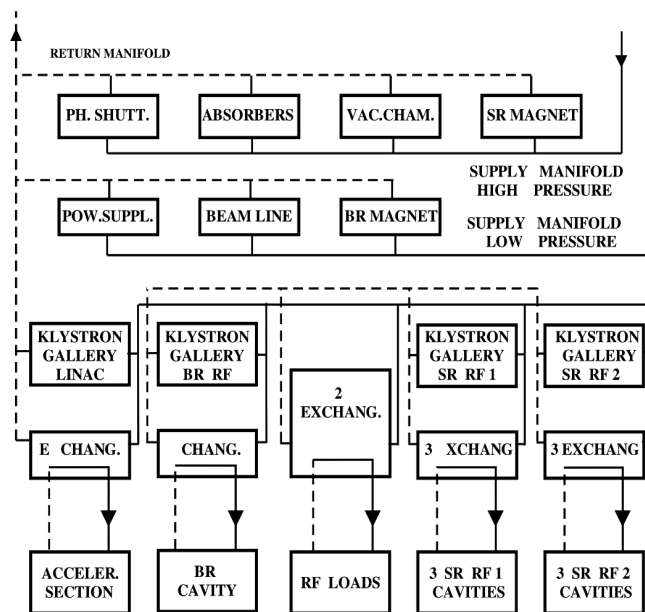 RETURN MANIFOLD
PH. SHUTT.
ABSORBERS
VAC.CHAM.
SR MAGNET
SUPPLY MANIFOLD
HIGH PRESSURE
POW.SUPPL.
BEAM LINE
BR MAGNET
SUPPLY MANIFOLD
LOW PRESSURE
KLYSTRON
GALLERY
LINAC
KLYSTRON
GALLERY
BR RF
2
EXCHANG.
KLYSTRON
GALLERY
SR RF 1
KLYSTRON
GALLERY
SR RF 2
E CHANG.
CHANG.
3 XCHANG
3 EXCHANG
ACCELER.
SECTION
BR
CAVITY
RF LOADS
3 SR RF 1
CAVITIES
3 SR RF 2
CAVITIES